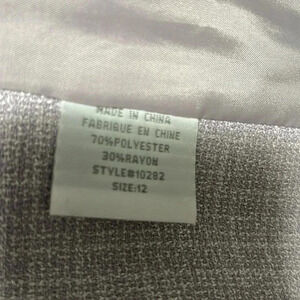 MADE IN CHINA
FABRIQUE EN CHINE
70%POLYESTER
30%RAYON
STYLE#10282
SIZE:12